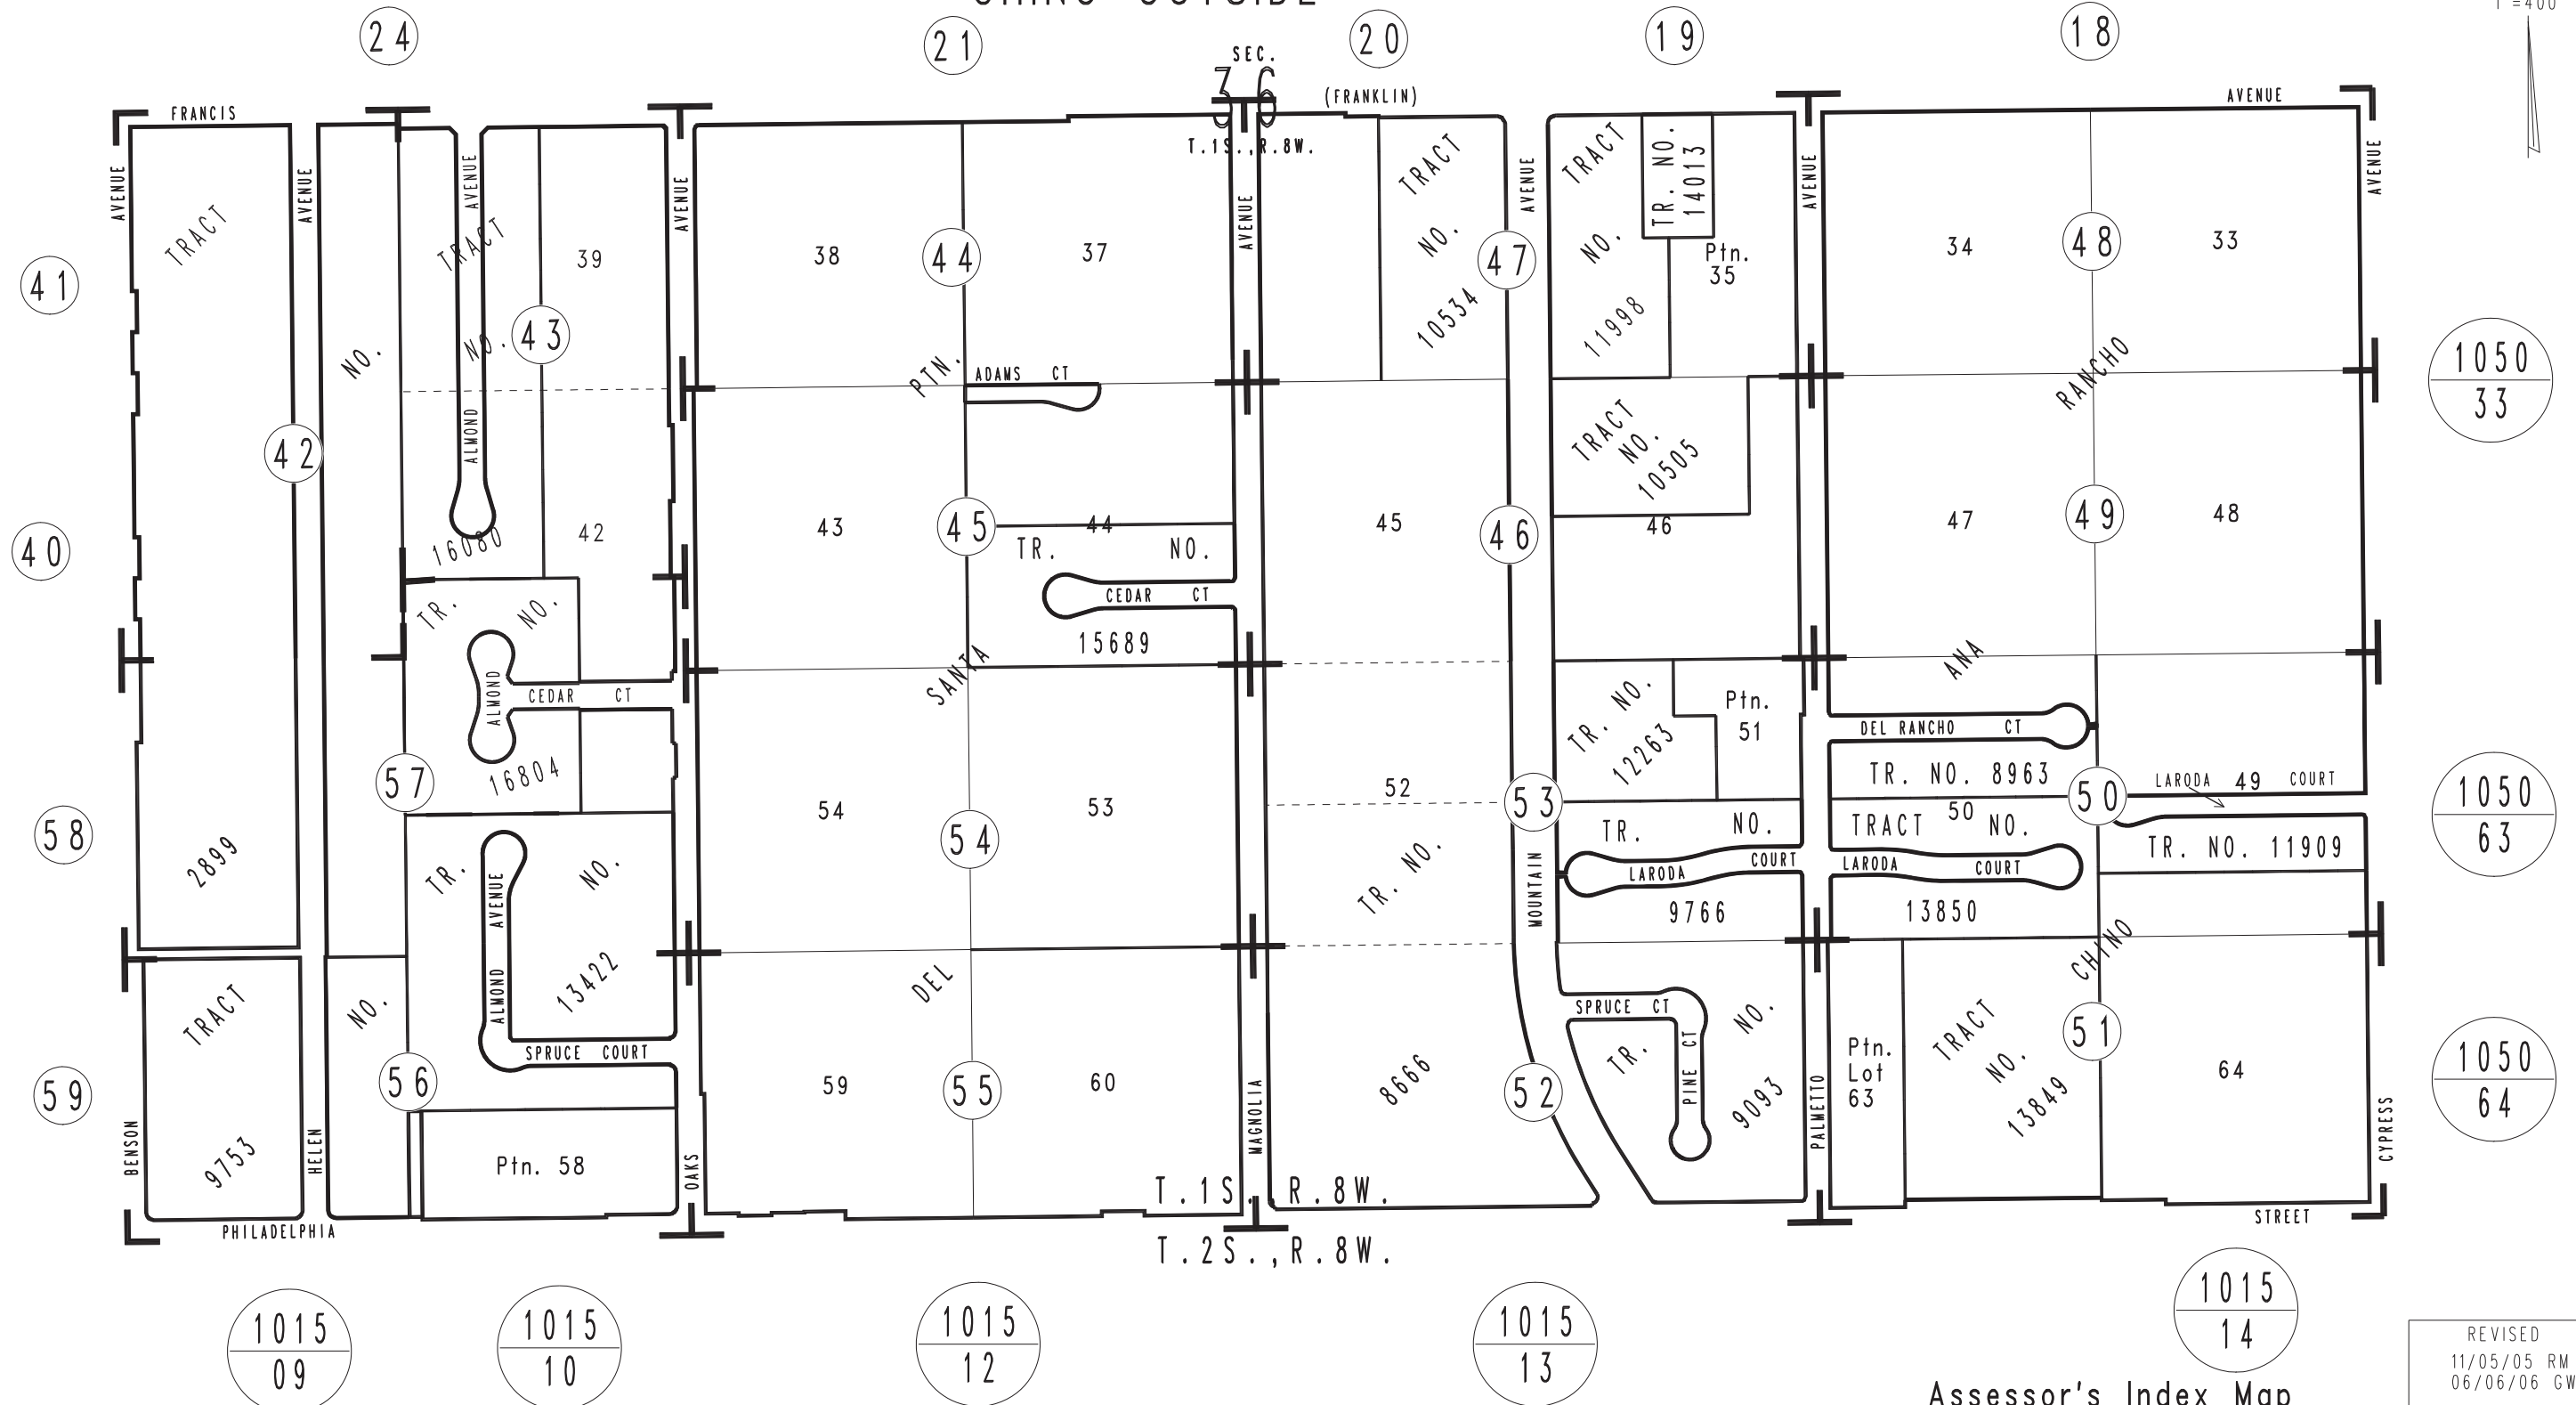 24
21
20
19
18
SEC.
36
(FRANKLIN)
FRANCIS
AVENUE
T.1S.,R.8W.
AVENUE
AVENUE
AVENUE
AVENUE
AVENUE
AVENUE
AVENUE
AVENUE
TRACT
TRACT
NO.
NO.
39
38
44
37
TRACT
NO.
10534
47
TRACT
NO.
11998
TR. NO.
14013
Ptn.
35
34
48
33
41
43
PTN.
ADAMS CT
RANCHO
1050
33
42
ALMOND
TRACT
NO.
10505
40
16080
42
43
45
44
45
46
46
47
49
48
TR. NO.
TR. NO.
CEDAR CT
15689
SANTA
ANA
ALMOND
CEDAR CT
TR. NO.
12263
Ptn.
51
DEL RANCHO CT
57
16804
TR. NO. 8963
LARODA 49 COURT
54
53
52
53
50
1050
63
58
54
TR. NO.
TRACT 50 NO.
TR. NO. 11909
2899
TR. NO.
ALMOND AVENUE
TR. NO.
MOUNTAIN
LARODA COURT
LARODA COURT
9766
13850
13422
DEL
CHINO
TRACT
NO.
SPRUCE CT
NO.
SPRUCE COURT
TR.
PINE CT
9093
Ptn.
Lot
63
TRACT
NO.
13849
51
64
1050
64
59
56
59
55
60
8666
52
BENSON
9753
HELEN
Ptn. 58
OAKS
MAGNOLIA
PALMETO
CYPRESS
T.1S. R.8W.
PHILADELPHIA
STREET
T.2S.,R.8W.
1015
09
1015
10
1015
12
1015
13
1015
14
REVISED
11/05/05 RM
06/06/06 GW
Assessor's Index Map